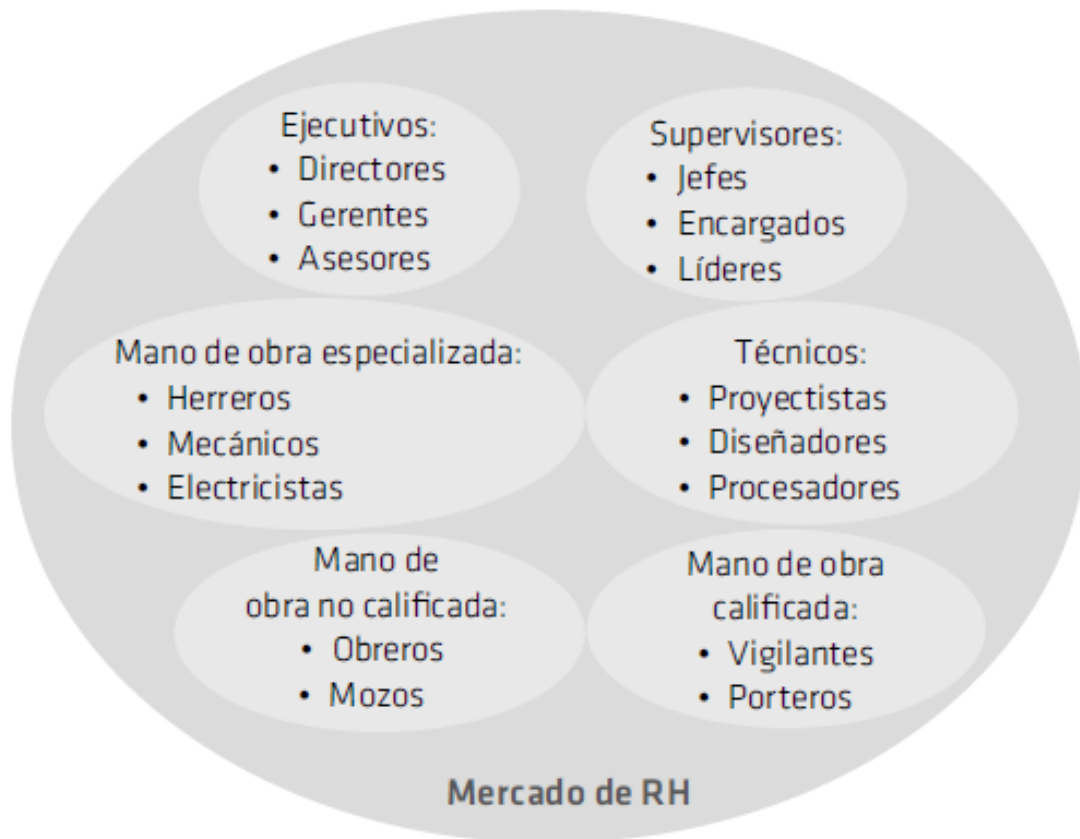 Ejecutivos:
• Directores
• Gerentes
• Asesores
Supervisores:
• Jefes
• Encargados
• Líderes
Mano de obra especializada:
• Herreros
• Mecánicos
• Electricistas
Técnicos:
• Proyectistas
• Diseñadores
• Procesadores
Mano de
obra no calificada:
• Obreros
• Mozos
Mano de obra
calificada:
• Vigilantes
• Porteros
Mercado de RH